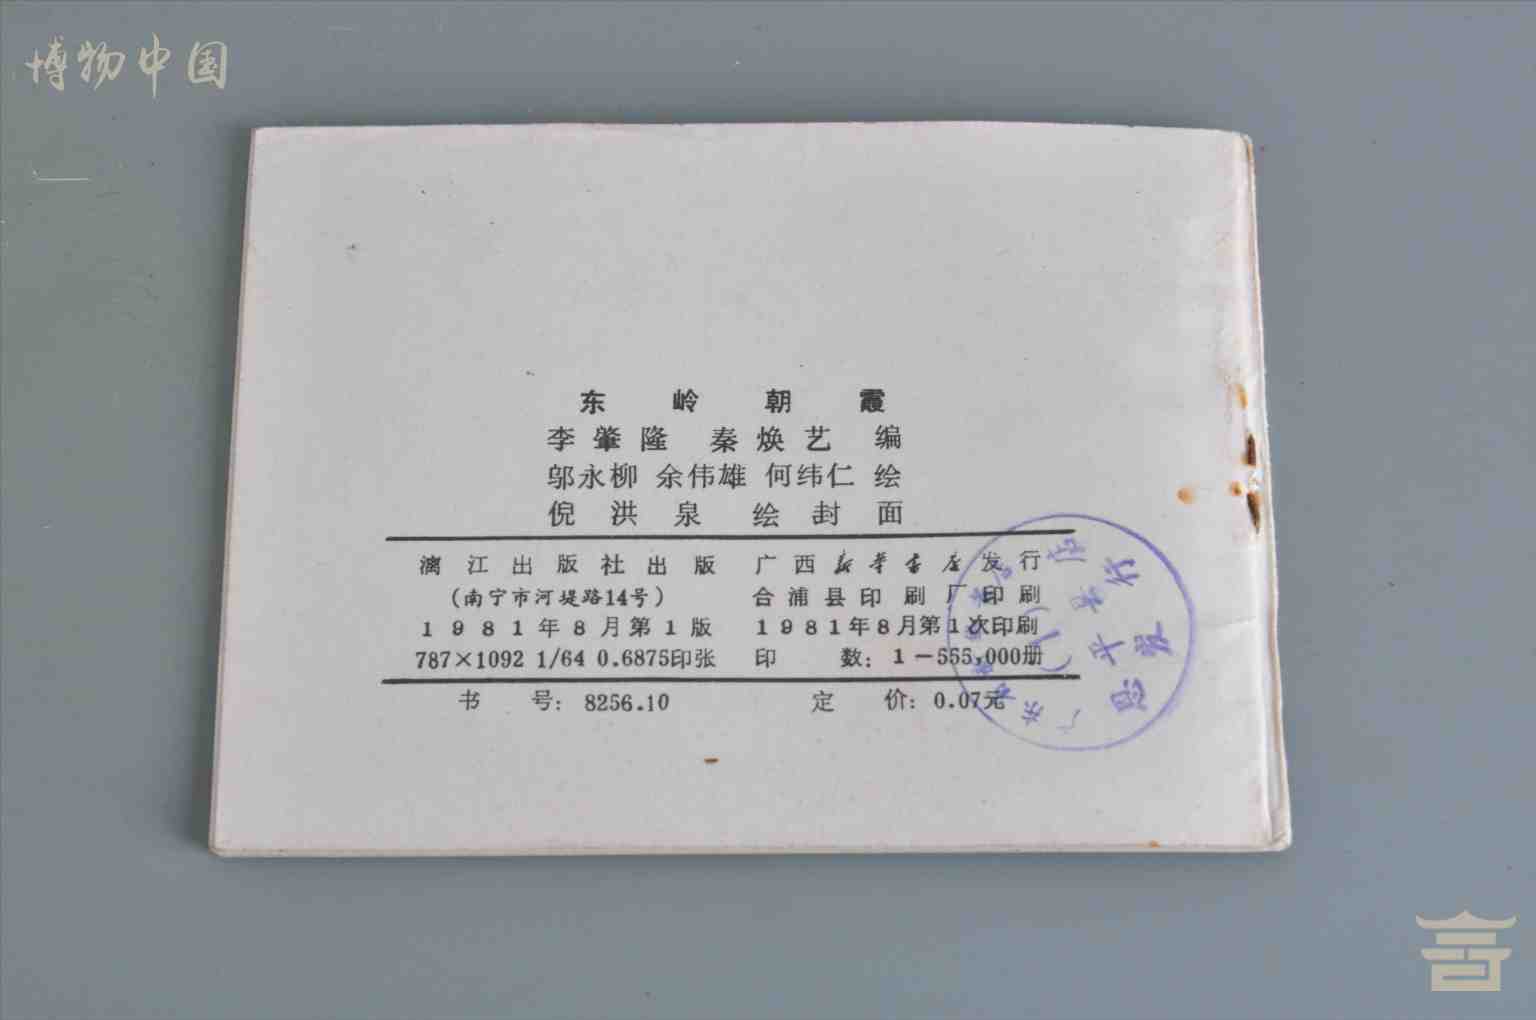 博物中国
东岭朝霞
李肇隆 秦焕艺 编
邬永柳 余伟雄 何纬仁 绘
倪洪泉 绘封面
漓江出版社出版
(南宁市河堤路14号)
1981年8月第1版
787×1092 1/64 0.6875印张
广西新华书店发行
合浦县印刷厂印刷
1981年8月第1次印刷
印 数: 1—555,000册
书 号: 8256.10
定 价: 0.07元